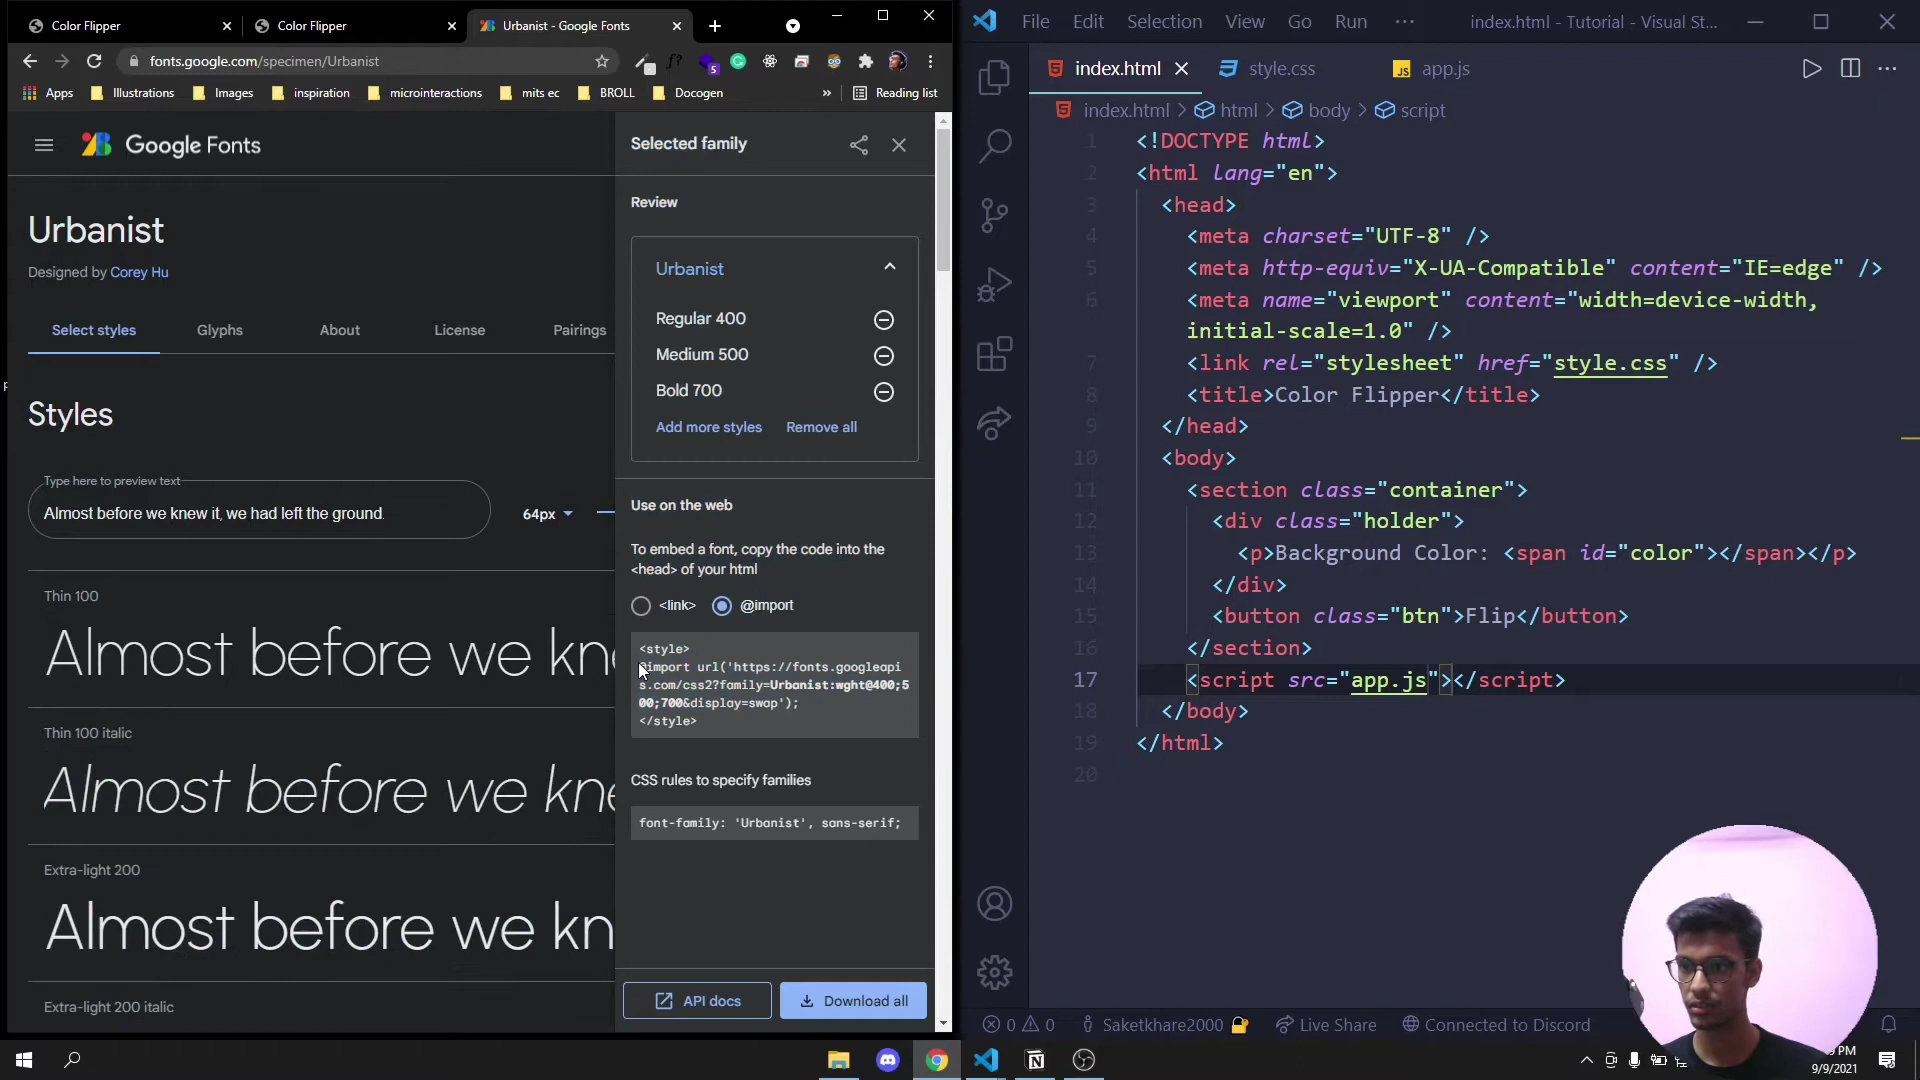 Color Flipper
Color Flipper
Urbanist - Google Fonts
fonts.google.com/specimen/Urbanist
f?
5
Apps
Illustrations
Images
inspiration
microinteractions
mits ec
BROLL
Docogen
»
Reading list
Google Fonts
Urbanist
Designed by Corey Hu
Select styles
Glyphs
About
License
Pairings
Styles
Type here to preview text
Almost before we knew it, we had left the ground.
64px
Thin 100
Almost before we kne
Thin 100 italic
Almost before we kne
Extra-light 200
Almost before we kn
Extra-light 200 italic
Selected family
Review
Urbanist
Regular 400
Medium 500
Bold 700
Add more styles
Remove all
Use on the web
To embed a font, copy the code into the
<head> of your html
<link>
@import
<style>
@import url('https://fonts.googleapi
s.com/css2?family=Urbanist:wght@400;5
00;700&display=swap');
</style>
CSS rules to specify families
font-family: 'Urbanist', sans-serif;
API docs
Download all
File Edit Selection View Go Run ···
index.html - Tutorial - Visual St...
index.html
style.css
JS app.js
index.html > html > body > script
1 <!DOCTYPE html>
2 <html lang="en">
3 <head>
4 <meta charset="UTF-8" />
5 <meta http-equiv="X-UA-Compatible" content="IE=edge" />
6 <meta name="viewport" content="width=device-width,
initial-scale=1.0" />
7 <link rel="stylesheet" href="style.css" />
8 <title>Color Flipper</title>
9 </head>
10 <body>
11 <section class="container">
12 <div class="holder">
13 <p>Background Color: <span id="color"></span></p>
14 </div>
15 <button class="btn">Flip</button>
16 </section>
17 <script src="app.js"></script>
18 </body>
19 </html>
20
0 0
Saketkhare2000
Live Share
Connected to Discord
PM
9/9/2021